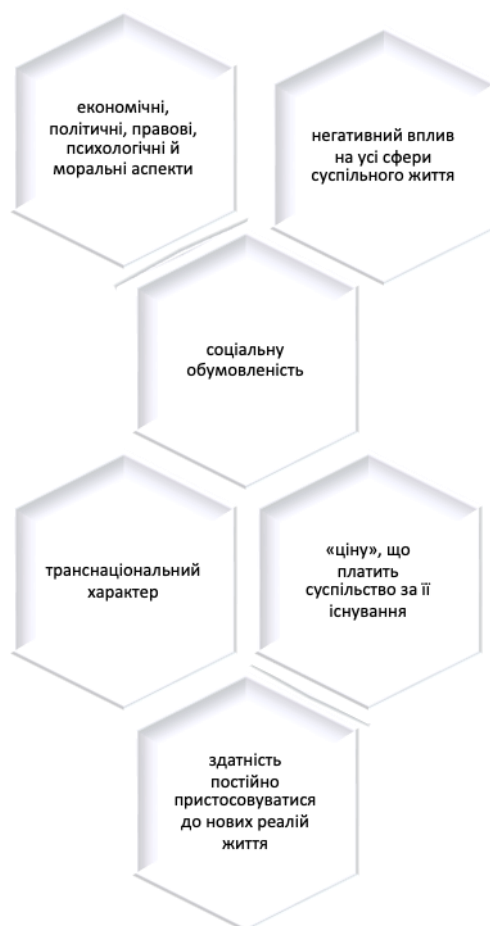 економічні,
політичні, правові,
психологічні й
моральні аспекти
негативний вплив
на усі сфери
суспільного життя
соціальну
обумовленість
транснаціональний
характер
«ціну», що
платить
суспільство за її
існування
здатність
постійно
пристосовуватися
до нових реалій
життя